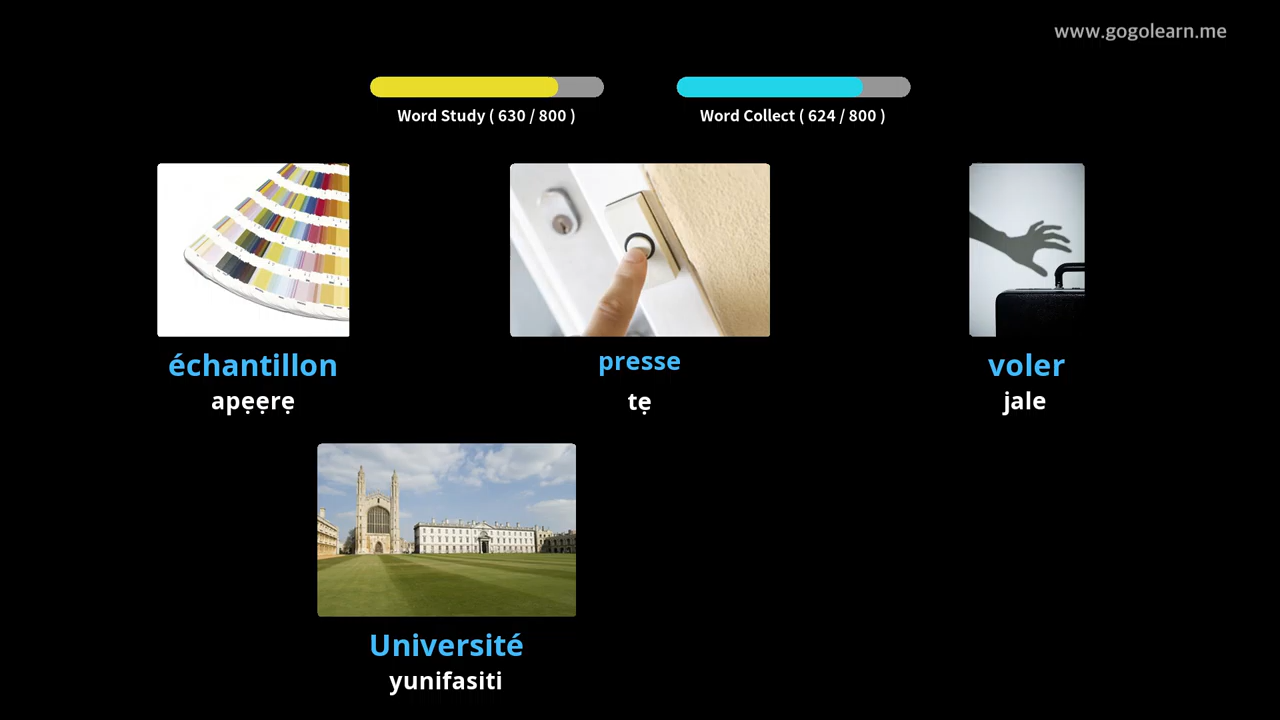 www.gogolearn.me
Word Study ( 630 / 800 )
Word Collect ( 624 / 800 )
échantillon
apẹẹrẹ
presse
tẹ
voler
jale
Université
yunifasiti